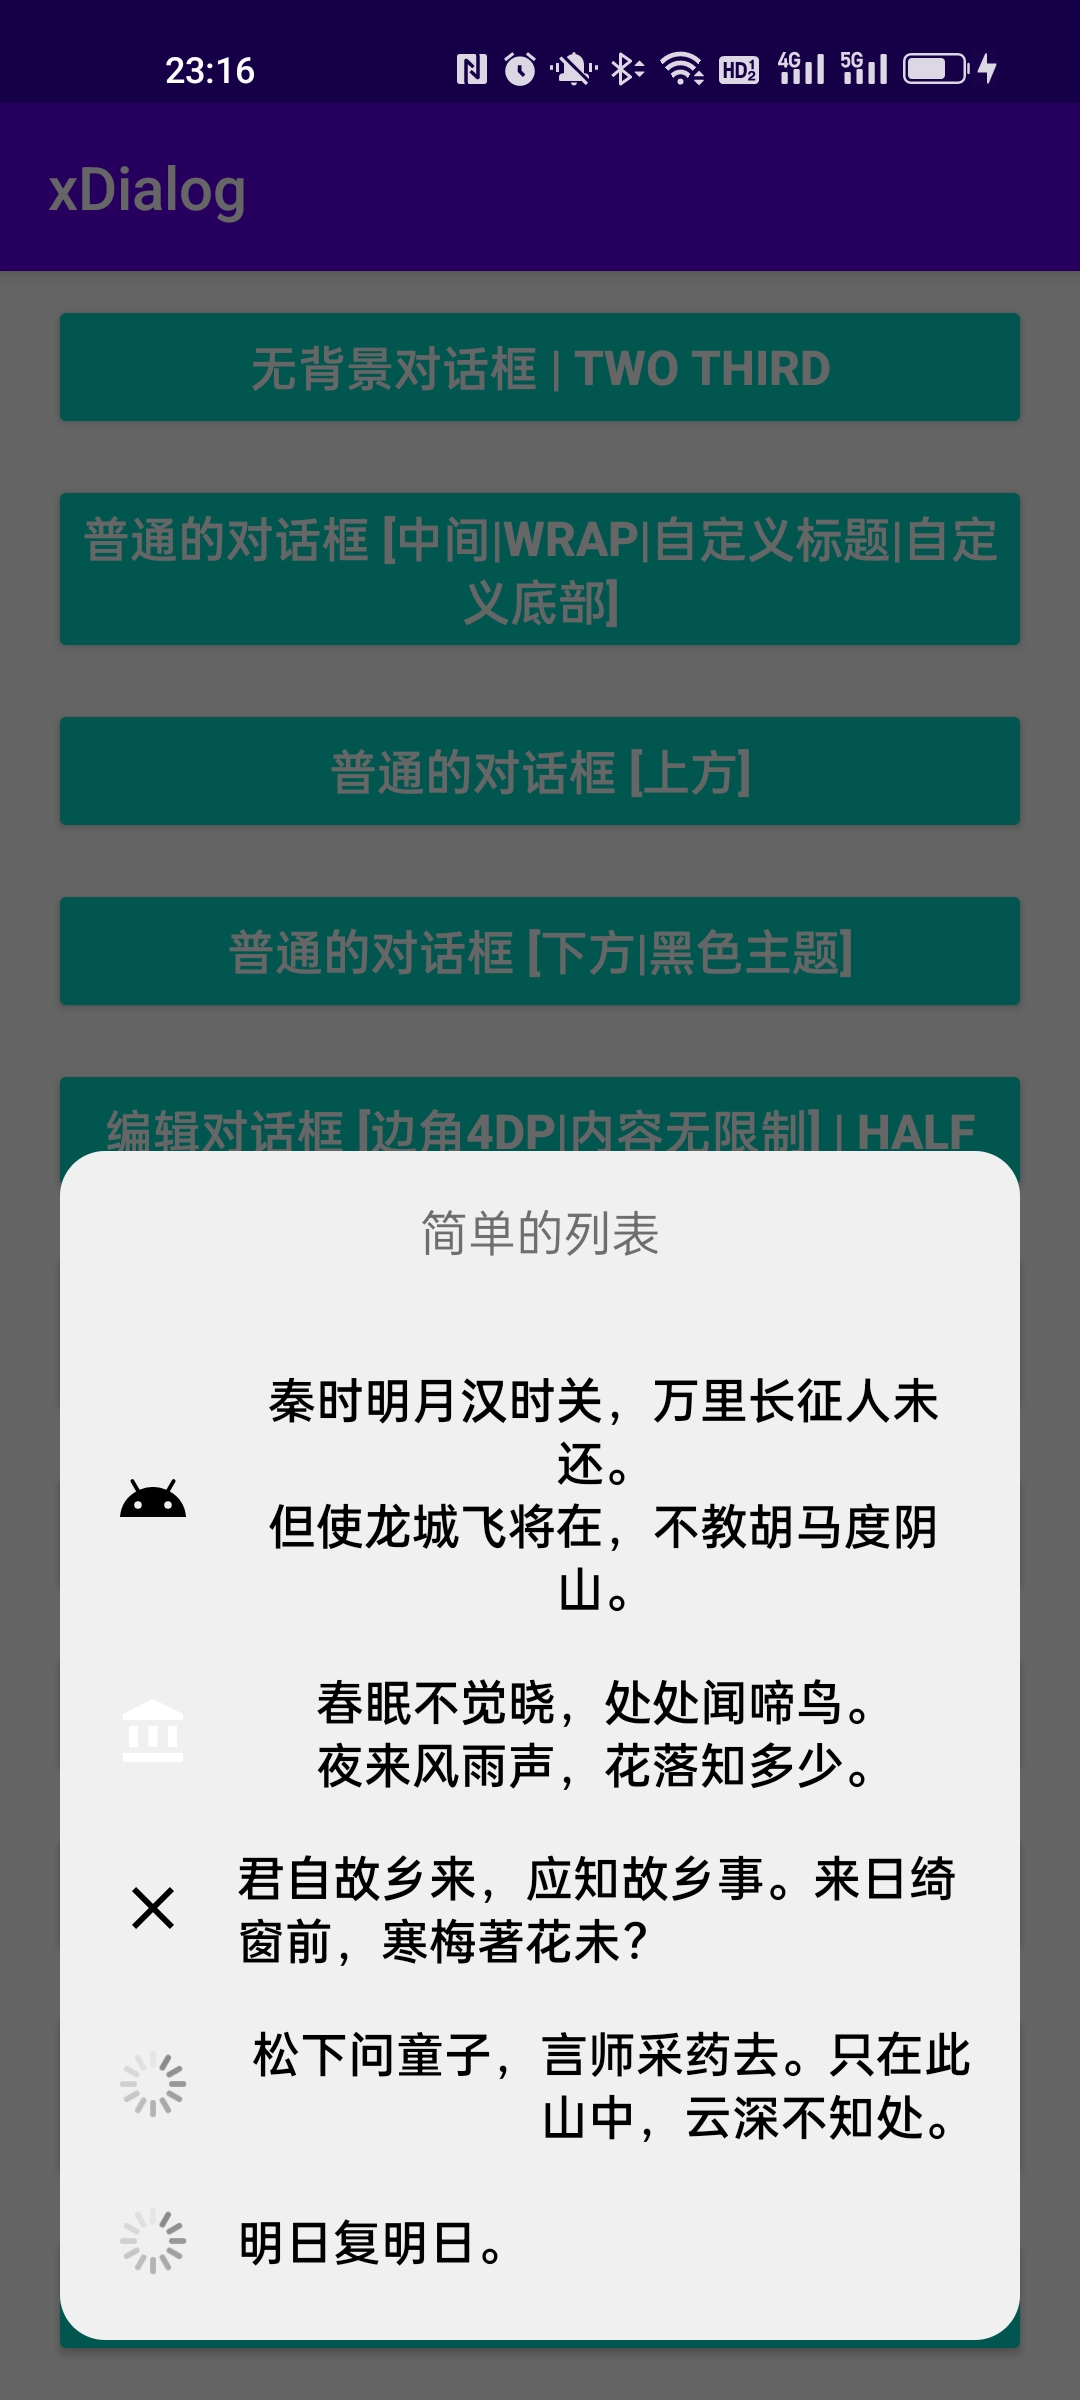 23:16
HD 1 2 4G 5G
xDialog
无背景对话框 | TWO THIRD
普通的对话框 [中间|WRAP|自定义标题|自定
义底部]
普通的对话框 [上方]
普通的对话框 [下方|黑色主题]
编辑对话框 [边角4DP|内容无限制] | HALF
简单的列表
秦时明月汉时关，万里长征人未
还。
但使龙城飞将在，不教胡马度阴
山。
春眠不觉晓，处处闻啼鸟。
夜来风雨声，花落知多少。
君自故乡来，应知故乡事。来日绮
窗前，寒梅著花未？
松下问童子，言师采药去。只在此
山中，云深不知处。
明日复明日。